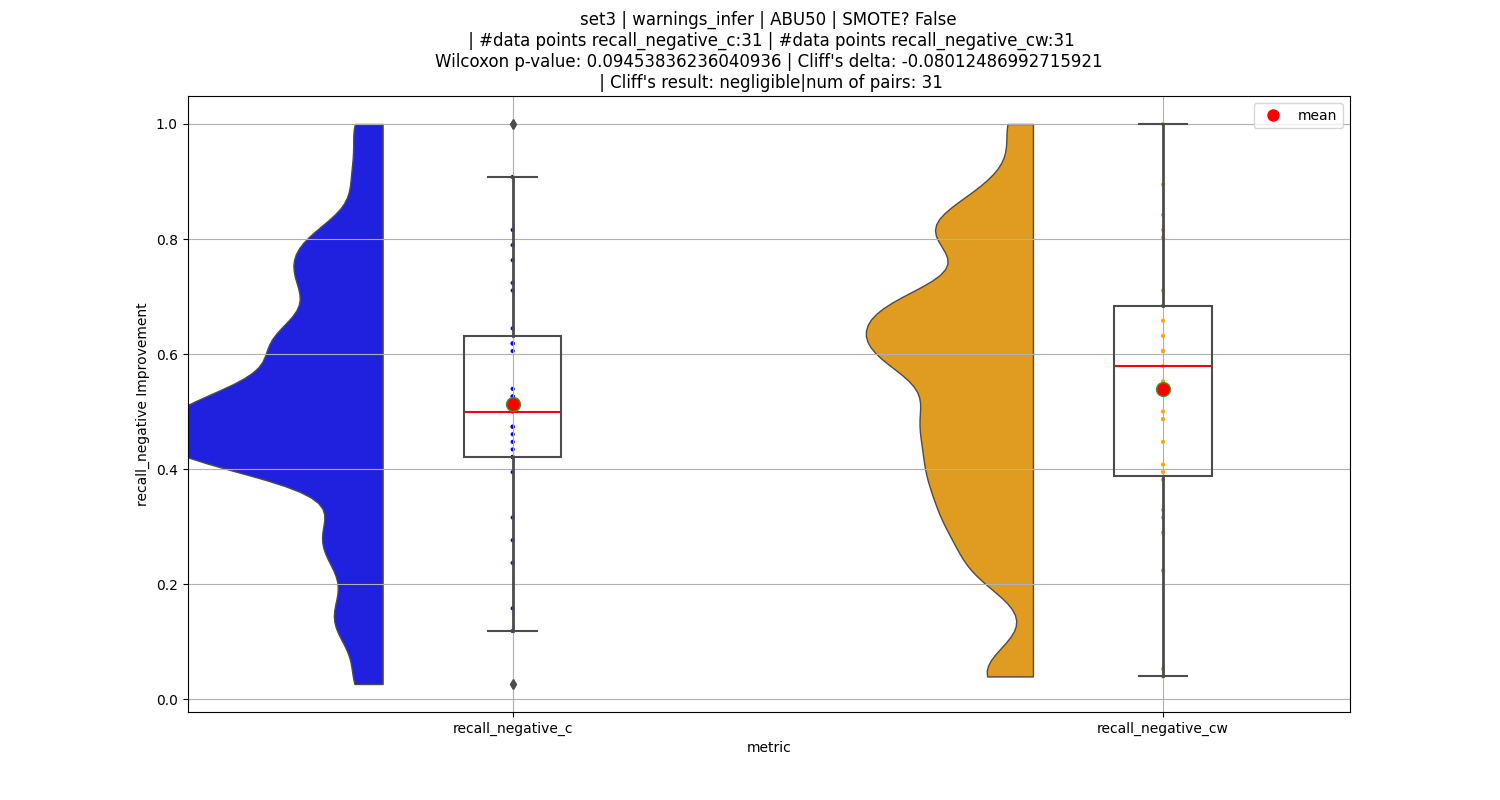 set3 | warnings_infer | ABU50 | SMOTE? False
| #data points recall_negative_c:31 | #data points recall_negative_cw:31
Wilcoxon p-value: 0.09453836236040936 | Cliff's delta: -0.08012486992715921
| Cliff's result: negligible|num of pairs: 31
mean
1.0
0.8
0.6
0.4
0.2
0.0
recall_negative Improvement
recall_negative_c
recall_negative_cw
metric